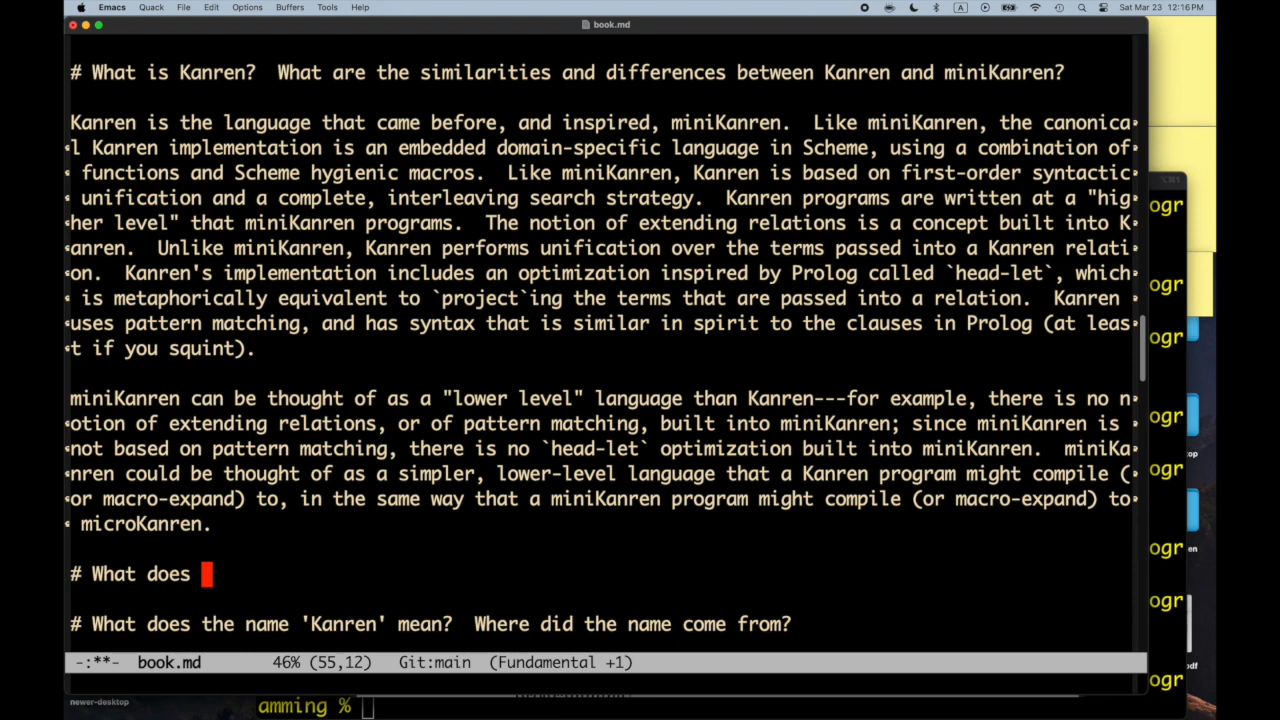 Emacs Quack File Edit Options Buffers Tools Help A Sat Mar 23 12:16 PM
book.md
# What is Kanren?  What are the similarities and differences between Kanren and miniKanren?
Kanren is the language that came before, and inspired, miniKanren.  Like miniKanren, the canonica
l Kanren implementation is an embedded domain-specific language in Scheme, using a combination of
functions and Scheme hygienic macros.  Like miniKanren, Kanren is based on first-order syntactic
unification and a complete, interleaving search strategy.  Kanren programs are written at a "hig
her level" that miniKanren programs.  The notion of extending relations is a concept built into K
anren.  Unlike miniKanren, Kanren performs unification over the terms passed into a Kanren relati
on.  Kanren's implementation includes an optimization inspired by Prolog called `head-let`, which
is metaphorically equivalent to `project`ing the terms that are passed into a relation.  Kanren
uses pattern matching, and has syntax that is similar in spirit to the clauses in Prolog (at leas
t if you squint).
miniKanren can be thought of as a "lower level" language than Kanren---for example, there is no n
otion of extending relations, or of pattern matching, built into miniKanren; since miniKanren is
not based on pattern matching, there is no `head-let` optimization built into miniKanren.  miniKa
nren could be thought of as a simpler, lower-level language that a Kanren program might compile (
or macro-expand) to, in the same way that a miniKanren program might compile (or macro-expand) to
microKanren.
# What does
# What does the name 'Kanren' mean?  Where did the name come from?
-:**-  book.md  46% (55,12)  Git:main  (Fundamental +1)
ogr
ogr
ogr
ogr
top
ogr
ogr
en
ogr
pdf
ogr
newer-desktop
amming %